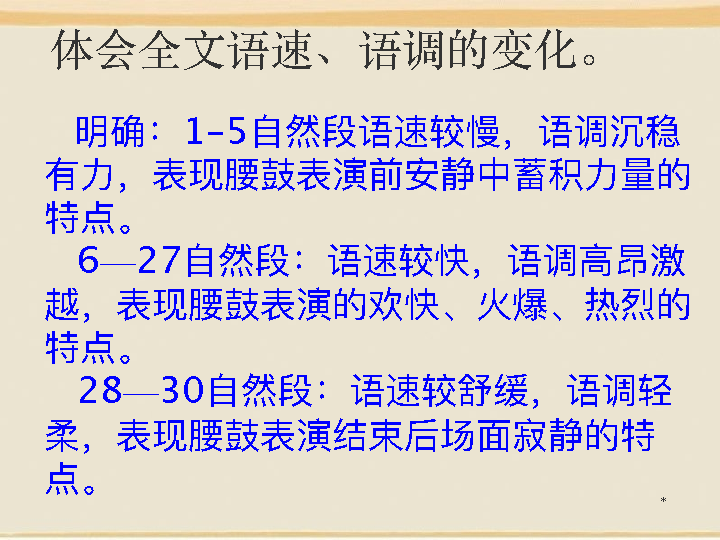 体会全文语速、语调的变化。
明确：1–5自然段语速较慢，语调沉稳
有力，表现腰鼓表演前安静中蓄积力量的
特点。
6—27自然段：语速较快，语调高昂激
越，表现腰鼓表演的欢快、火爆、热烈的
特点。
28—30自然段：语速较舒缓，语调轻
柔，表现腰鼓表演结束后场面寂静的特
点。
*